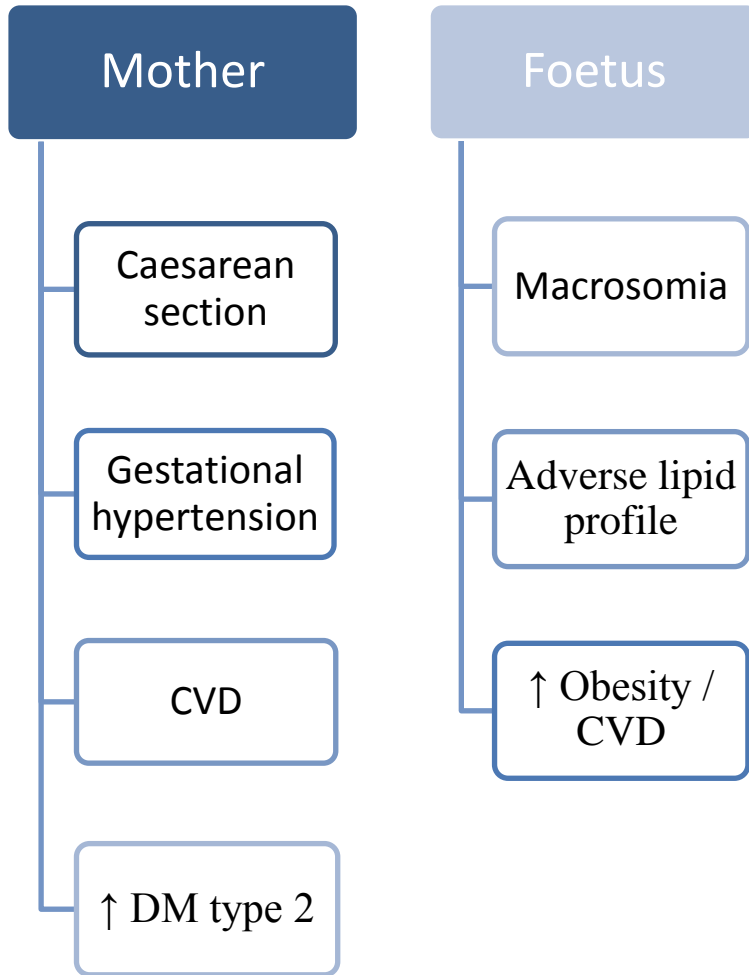 Mother
Caesarean
section
Gestational
hypertension
CVD
↑ DM type 2
Foetus
Macrosomia
Adverse lipid
profile
↑ Obesity /
CVD